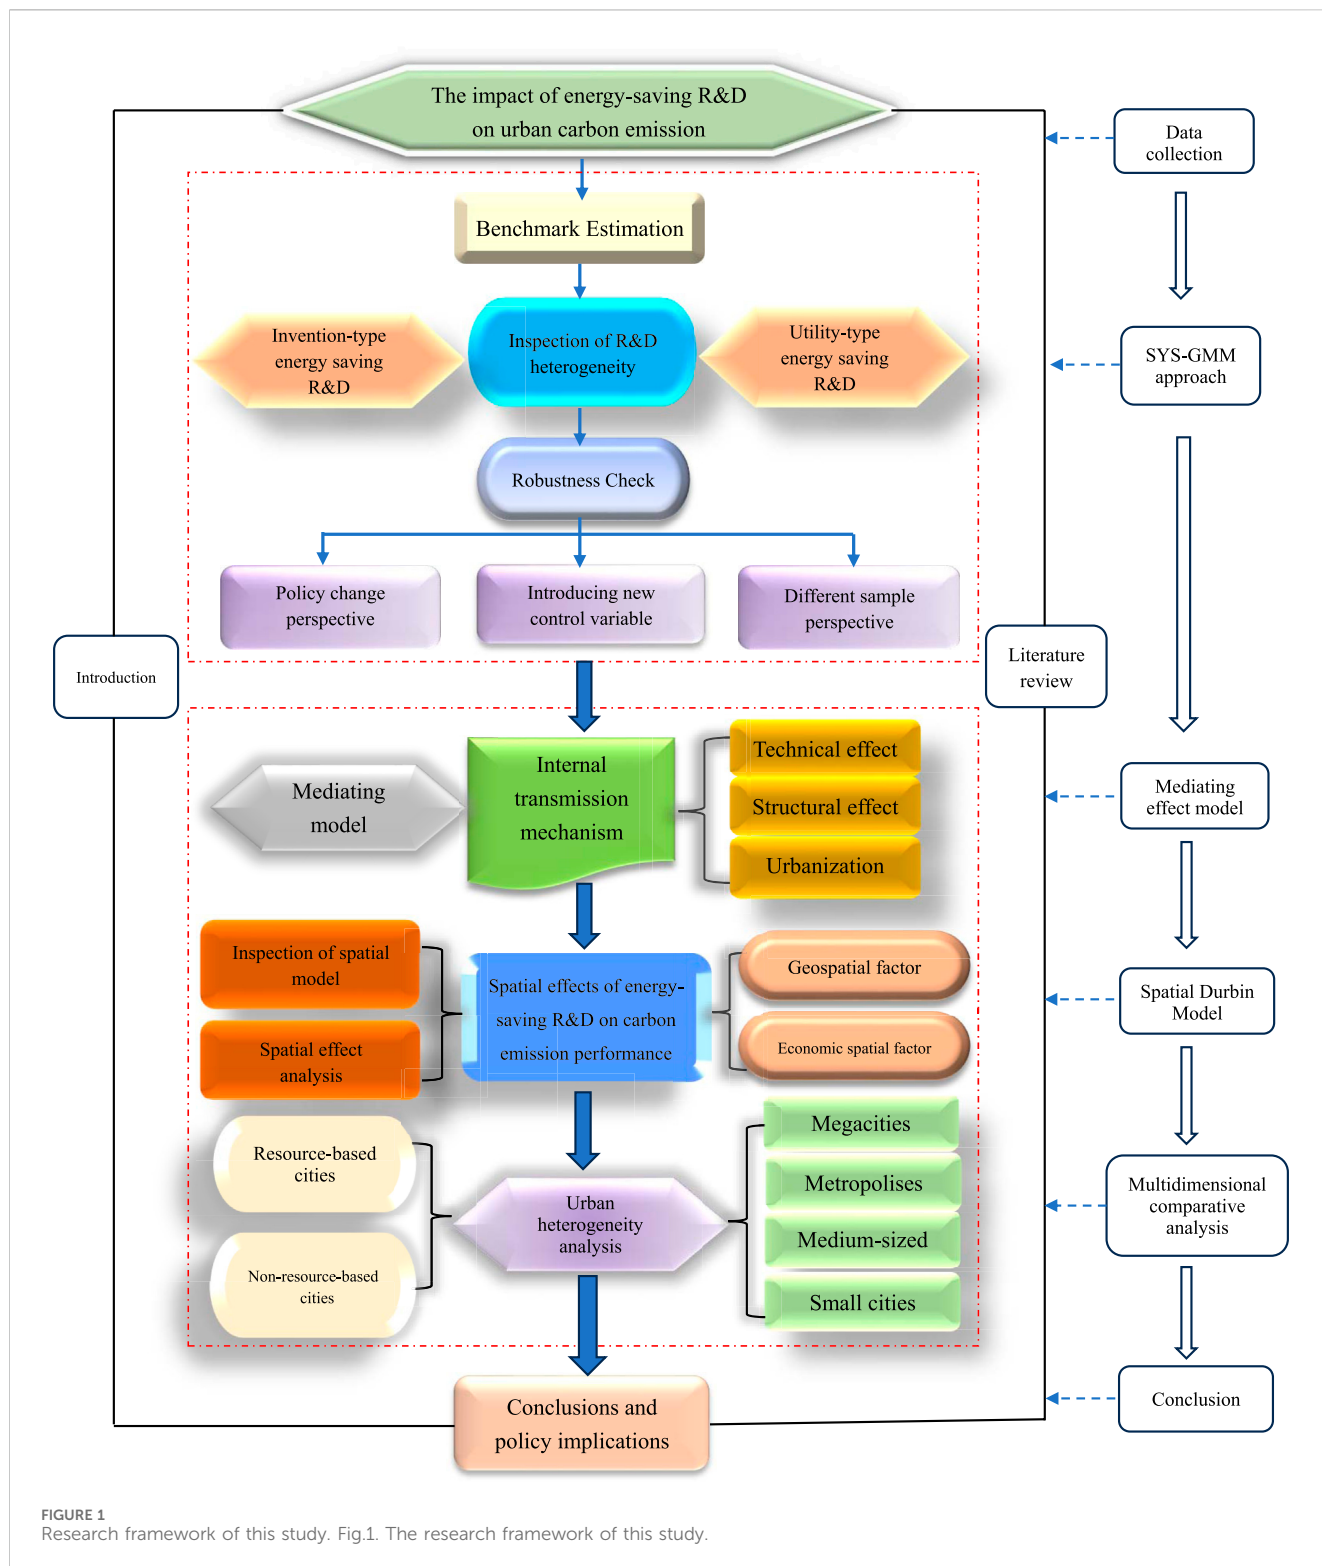 The impact of energy-saving R&D
on urban carbon emission
Data
collection
Benchmark Estimation
Invention-type
energy saving
R&D
Inspection of R&D
heterogeneity
Utility-type
energy saving
R&D
SYS-GMM
approach
Robustness Check
Policy change
perspective
Introducing new
control variable
Different sample
perspective
Introduction
Literature
review
Mediating
model
Internal
transmission
mechanism
Technical effect
Structural effect
Urbanization
Mediating
effect model
Inspection of spatial
model
Spatial effect
analysis
Spatial effects of energy-
saving R&D on carbon
emission performance
Geospatial factor
Economic spatial factor
Spatial Durbin
Model
Resource-based
cities
Non-resource-based
cities
Urban
heterogeneity
analysis
Megacities
Metropolises
Medium-sized
Small cities
Multidimensional
comparative
analysis
Conclusions and
policy implications
Conclusion
FIGURE 1
Research framework of this study. Fig.1. The research framework of this study.